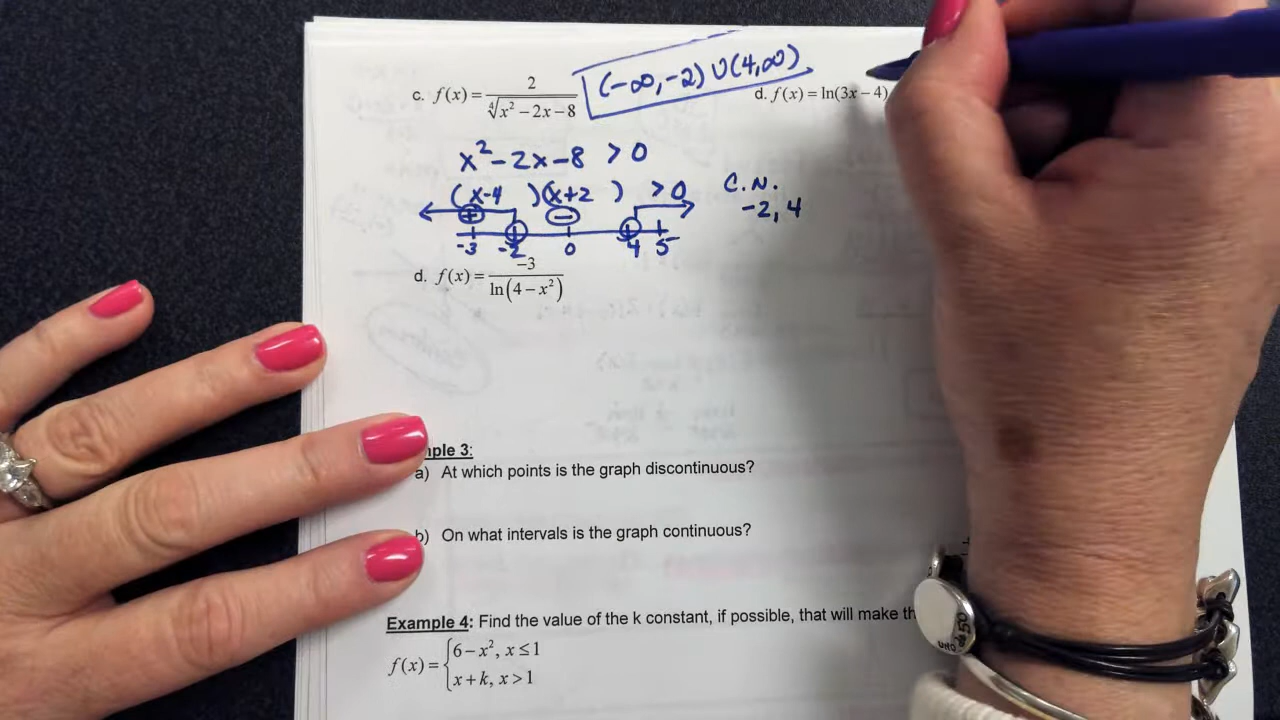 c. f(x) = 2/∜(x² − 2x − 8)
(-∞,-2) ∪ (4,∞)
d. f(x) = ln(3x − 4)
x² - 2x - 8 > 0
(x-4 )(x+2 ) > 0
C.N.
-2, 4
+ −
-3 -2 0 4 5
d. f(x) = −3/ln(4 − x²)
mple 3:
a) At which points is the graph discontinuous?
b) On what intervals is the graph continuous?
Example 4: Find the value of the k constant, if possible, that will make th
f(x) = { 6 − x², x ≤ 1
x + k, x > 1